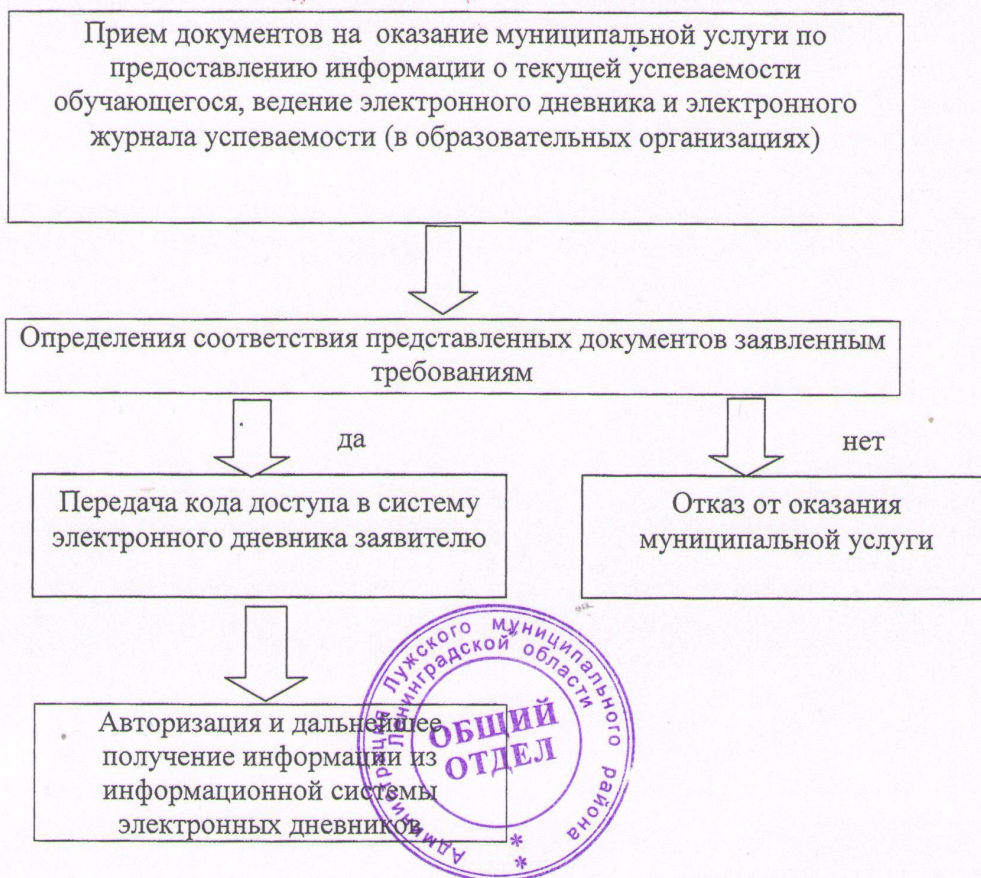 Прием документов на оказание муниципальной услуги по
предоставлению информации о текущей успеваемости
обучающегося, ведение электронного дневника и электронного
журнала успеваемости (в образовательных организациях)
Определения соответствия представленных документов заявленным
требованиям
да
нет
Передача кода доступа в систему
электронного дневника заявителю
Отказ от оказания
муниципальной услуги
Авторизация и дальнейшее
получение информации из
информационной системы
электронных дневников
Администрация Лужского муниципального района
Ленинградской области
ОБЩИЙ
ОТДЕЛ